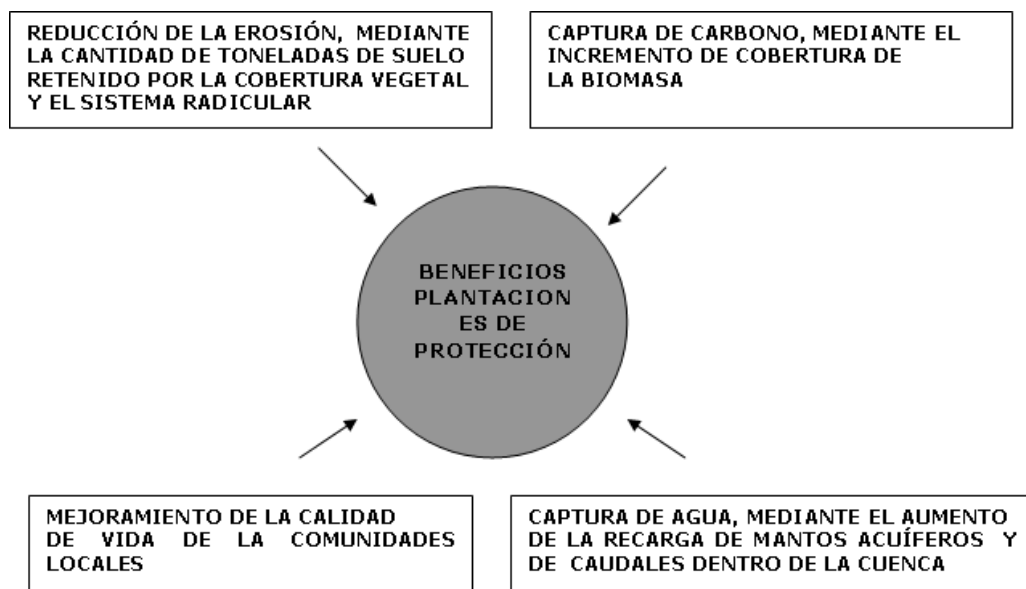 REDUCCIÓN DE LA EROSIÓN, MEDIANTE
LA CANTIDAD DE TONELADAS DE SUELO
RETENIDO POR LA COBERTURA VEGETAL
Y EL SISTEMA RADICULAR
CAPTURA DE CARBONO, MEDIANTE EL
INCREMENTO DE COBERTURA DE
LA BIOMASA
BENEFICIOS
PLANTACION
ES DE
PROTECCIÓN
MEJORAMIENTO DE LA CALIDAD
DE VIDA DE LA COMUNIDADES
LOCALES
CAPTURA DE AGUA, MEDIANTE EL AUMENTO
DE LA RECARGA DE MANTOS ACUÍFEROS Y
DE CAUDALES DENTRO DE LA CUENCA